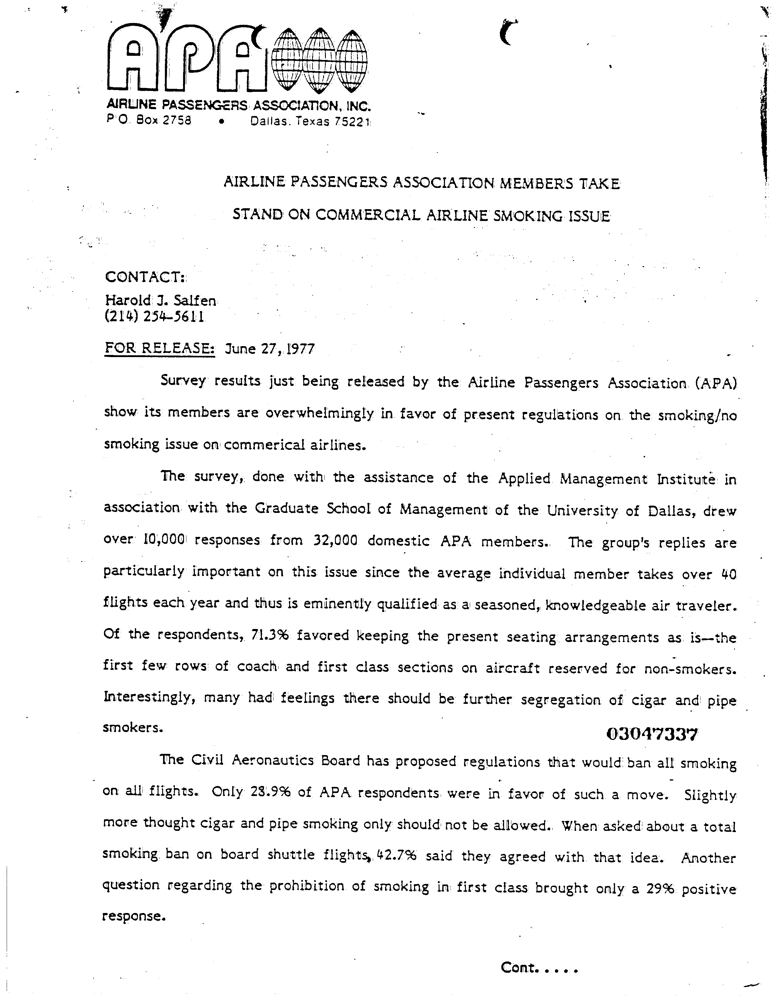 APA
AIRLINE PASSENGERS ASSOCIATION, INC.
P.O. Box 2758 • Dallas, Texas 75221
AIRLINE PASSENGERS ASSOCIATION MEMBERS TAKE
STAND ON COMMERCIAL AIRLINE SMOKING ISSUE
CONTACT:
Harold J. Salfen
(214) 254-5611
FOR RELEASE: June 27, 1977
Survey results just being released by the Airline Passengers Association (APA)
show its members are overwhelmingly in favor of present regulations on the smoking/no
smoking issue on commerical airlines.
The survey, done with the assistance of the Applied Management Institute in
association with the Graduate School of Management of the University of Dallas, drew
over 10,000 responses from 32,000 domestic APA members. The group's replies are
particularly important on this issue since the average individual member takes over 40
flights each year and thus is eminently qualified as a seasoned, knowledgeable air traveler.
Of the respondents, 71.3% favored keeping the present seating arrangements as is—the
first few rows of coach and first class sections on aircraft reserved for non-smokers.
Interestingly, many had feelings there should be further segregation of cigar and pipe
smokers.
03047337
The Civil Aeronautics Board has proposed regulations that would ban all smoking
on all flights. Only 28.9% of APA respondents were in favor of such a move. Slightly
more thought cigar and pipe smoking only should not be allowed. When asked about a total
smoking ban on board shuttle flights, 42.7% said they agreed with that idea. Another
question regarding the prohibition of smoking in first class brought only a 29% positive
response.
Cont.....